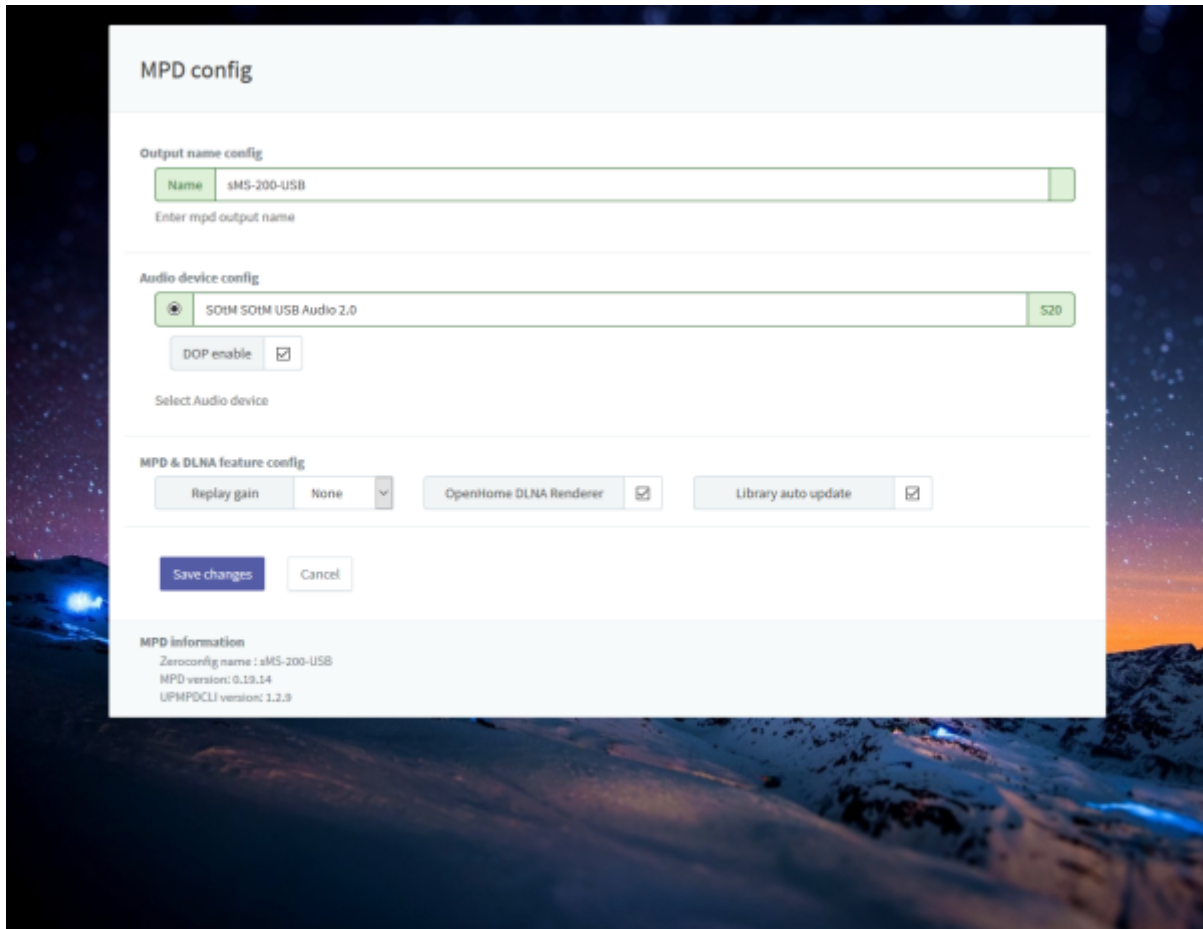 MPD config
Output name config
Name sMS-200-USB
Enter mpd output name
Audio device config
SOtM SOtM USB Audio 2.0 S20
DOP enable
Select Audio device
MPD & DLNA feature config
Replay gain None OpenHome DLNA Renderer Library auto update
Save changes Cancel
MPD information
Zeroconfig name : sMS-200-USB
MPD version: 0.19.14
UPMPDCLI version: 1.2.9